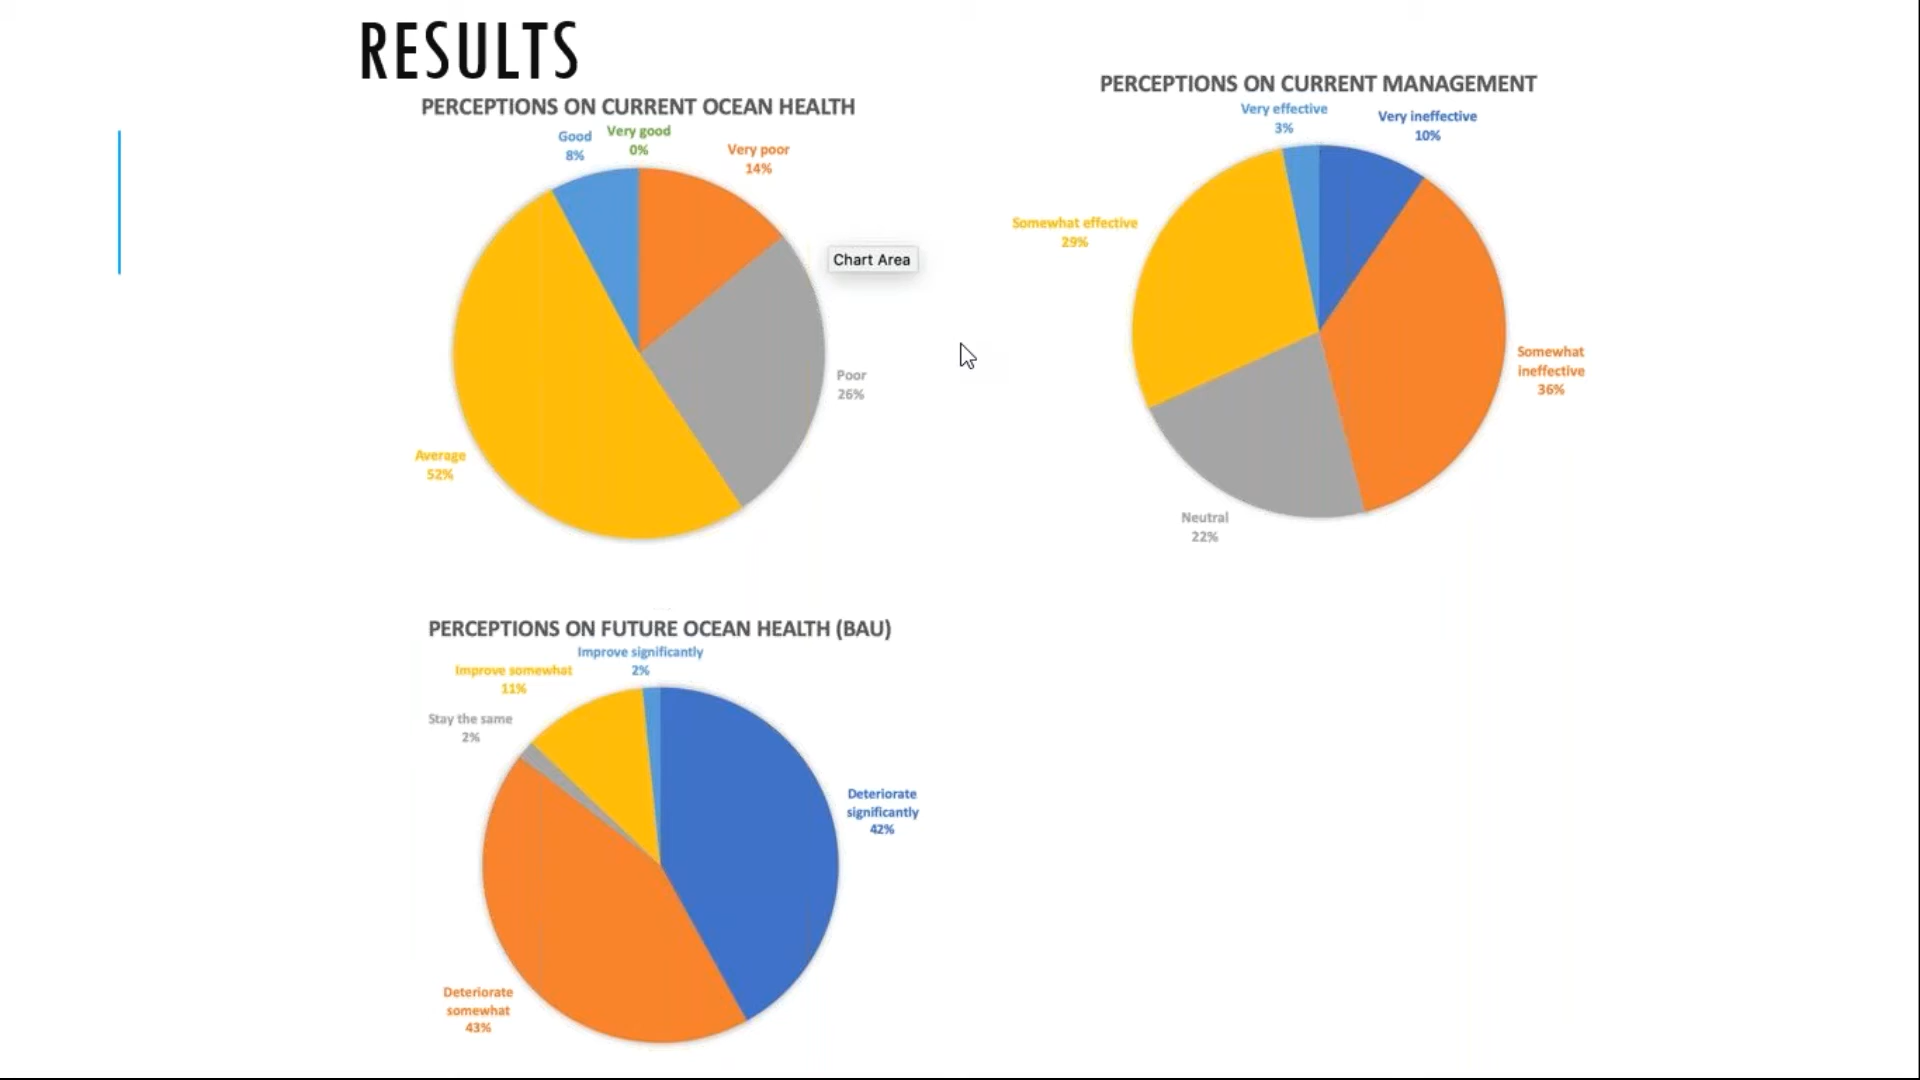 RESULTS
PERCEPTIONS ON CURRENT OCEAN HEALTH
Good
8%
Very good
0%
Very poor
14%
Chart Area
Poor
26%
Average
52%
PERCEPTIONS ON CURRENT MANAGEMENT
Very effective
3%
Very ineffective
10%
Somewhat effective
29%
Somewhat
ineffective
36%
Neutral
22%
PERCEPTIONS ON FUTURE OCEAN HEALTH (BAU)
Improve significantly
2%
Improve somewhat
11%
Stay the same
2%
Deteriorate
significantly
42%
Deteriorate
somewhat
43%